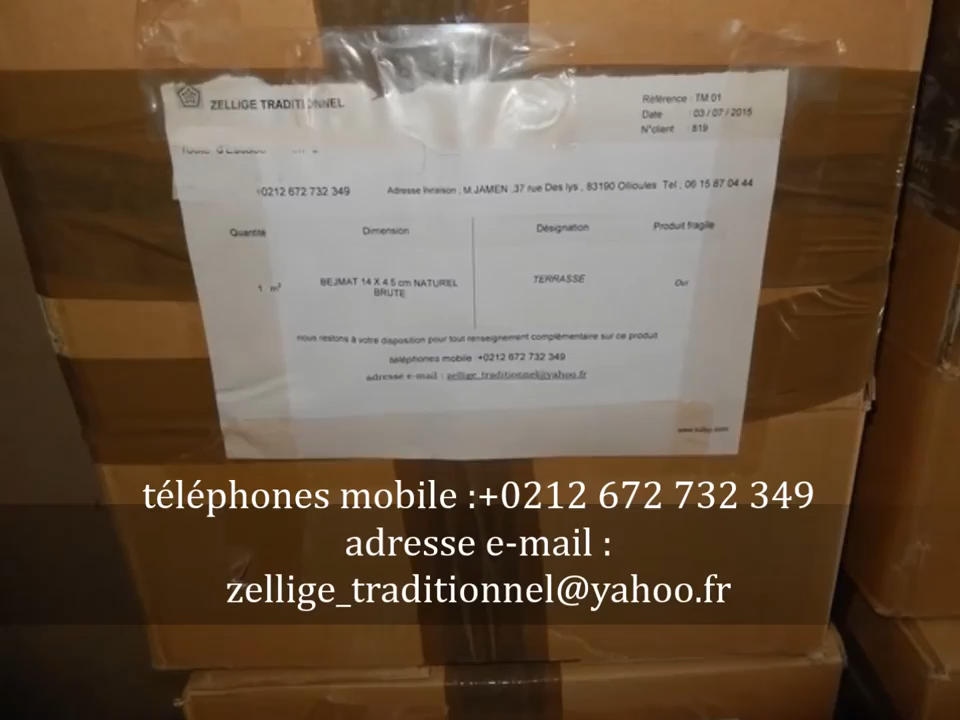 ZELLIGE TRADITIONNEL
Référence : TM 01
Date : 03 / 07 / 2015
N°client : 819
+0212 672 732 349 Adresse livraison : M.JAMEN ,37 rue Des lys , 83190 Ollioules Tel : 06 15 87 04 44
Quantité Dimension Désignation Produit fragile
1 m² BEJMAT 14 X 4.5 cm NATUREL TERRASSE Oui
BRUTE
nous restons à votre disposition pour tout renseignement complémentaire sur ce produit
téléphones mobile :+0212 672 732 349
adresse e-mail : zellige_traditionnel@yahoo.fr
téléphones mobile :+0212 672 732 349
adresse e-mail :
zellige_traditionnel@yahoo.fr